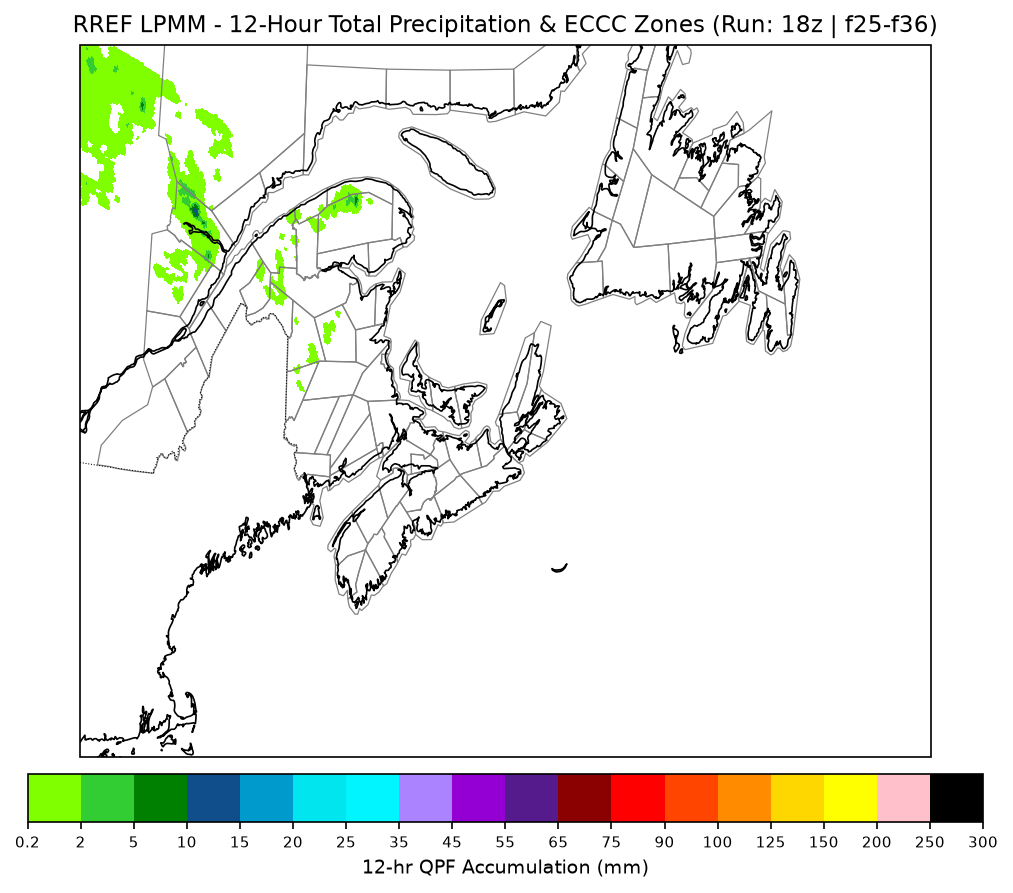 RREF LPMM - 12-Hour Total Precipitation & ECCC Zones (Run: 18z | f25-f36)
0.2 2 5 10 15 20 25 35 45 55 65 75 90 100 125 150 200 250 300
12-hr QPF Accumulation (mm)